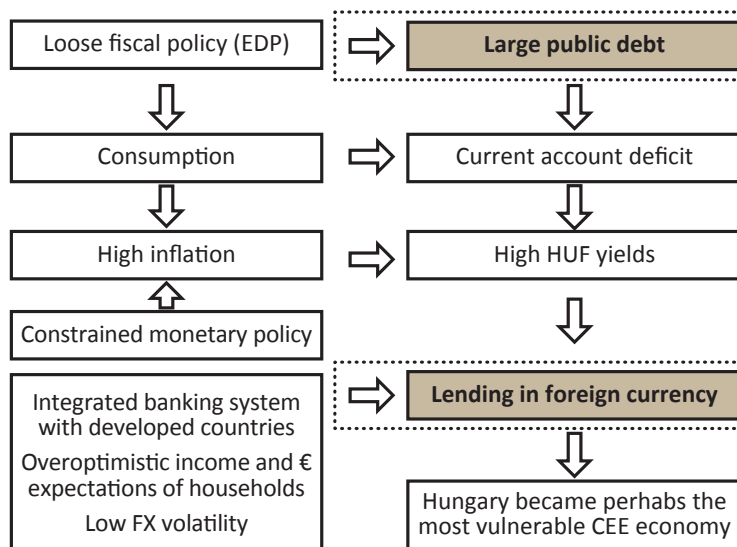 Loose fiscal policy (EDP)
Large public debt
Consumption
Current account deficit
High inflation
High HUF yields
Constrained monetary policy
Integrated banking system
with developed countries
Overoptimistic income and €
expectations of households
Low FX volatility
Lending in foreign currency
Hungary became perhabs the
most vulnerable CEE economy